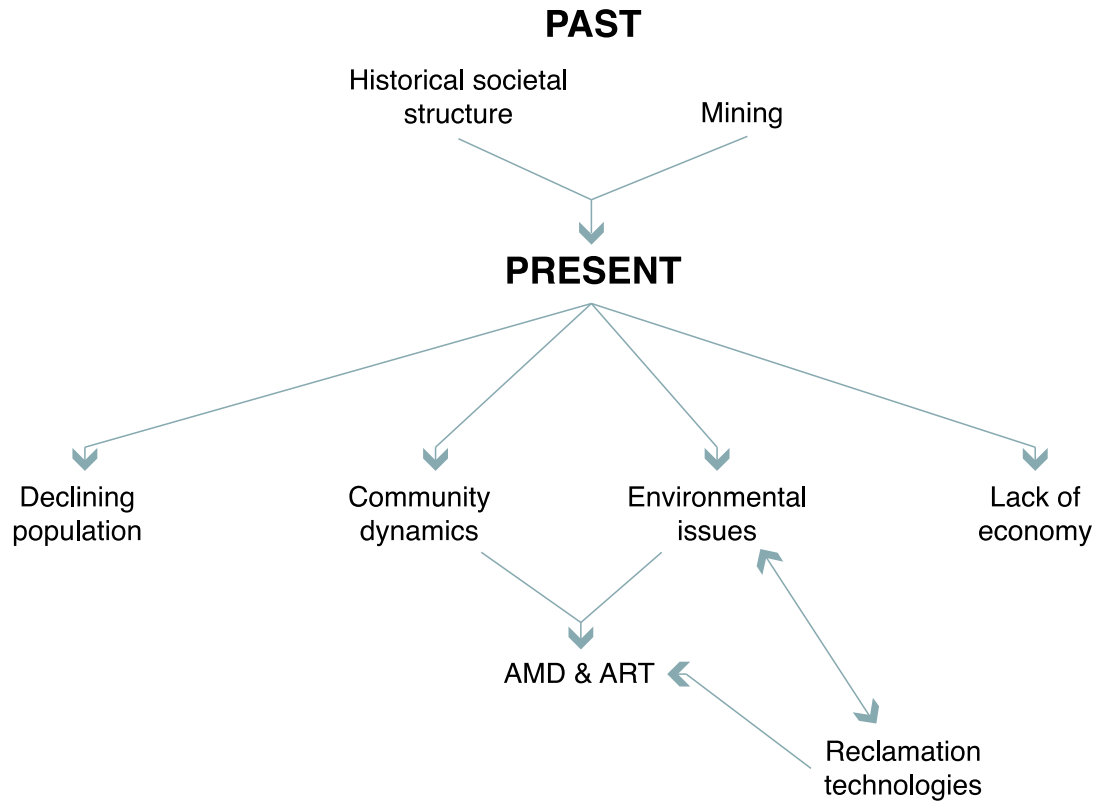 PAST
Historical societal
structure
Mining
PRESENT
Declining
population
Community
dynamics
Environmental
issues
Lack of
economy
AMD & ART
Reclamation
technologies